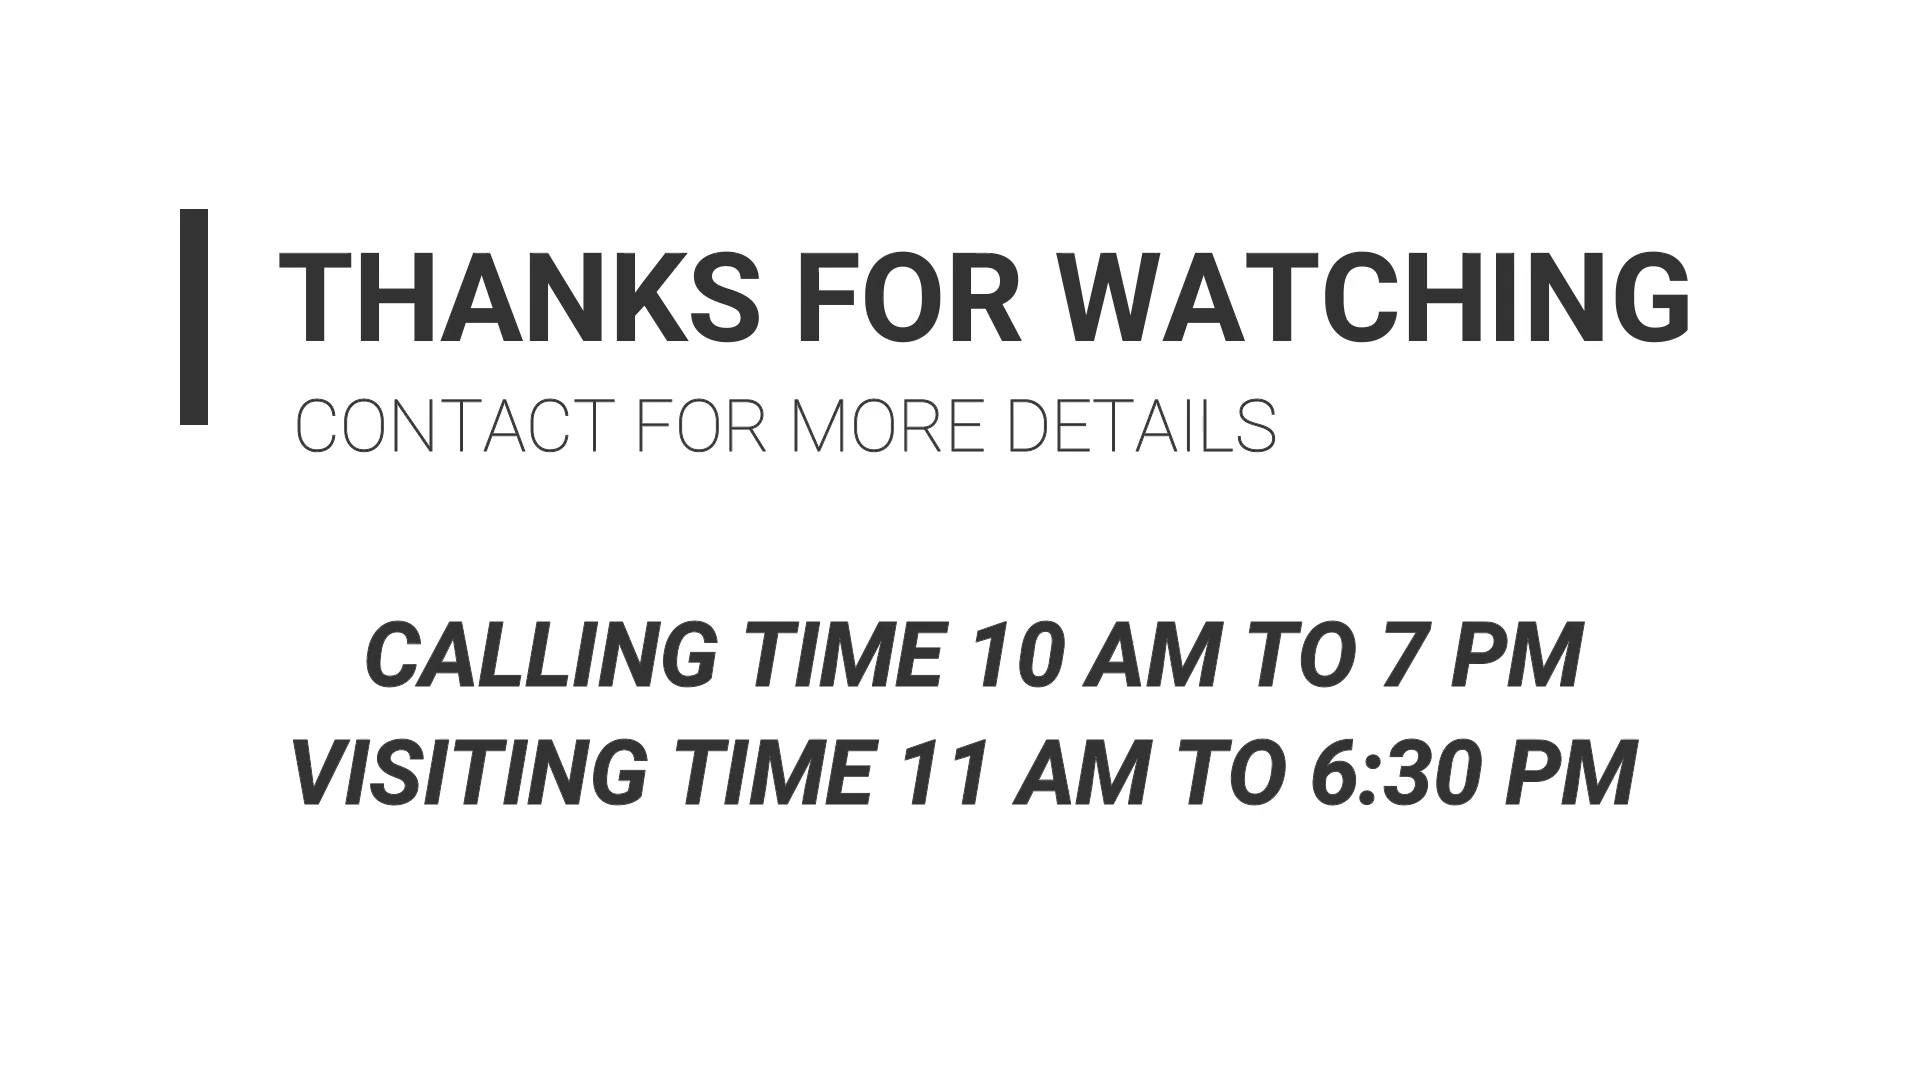 THANKS FOR WATCHING
CONTACT FOR MORE DETAILS
CALLING TIME 10 AM TO 7 PM
VISITING TIME 11 AM TO 6:30 PM